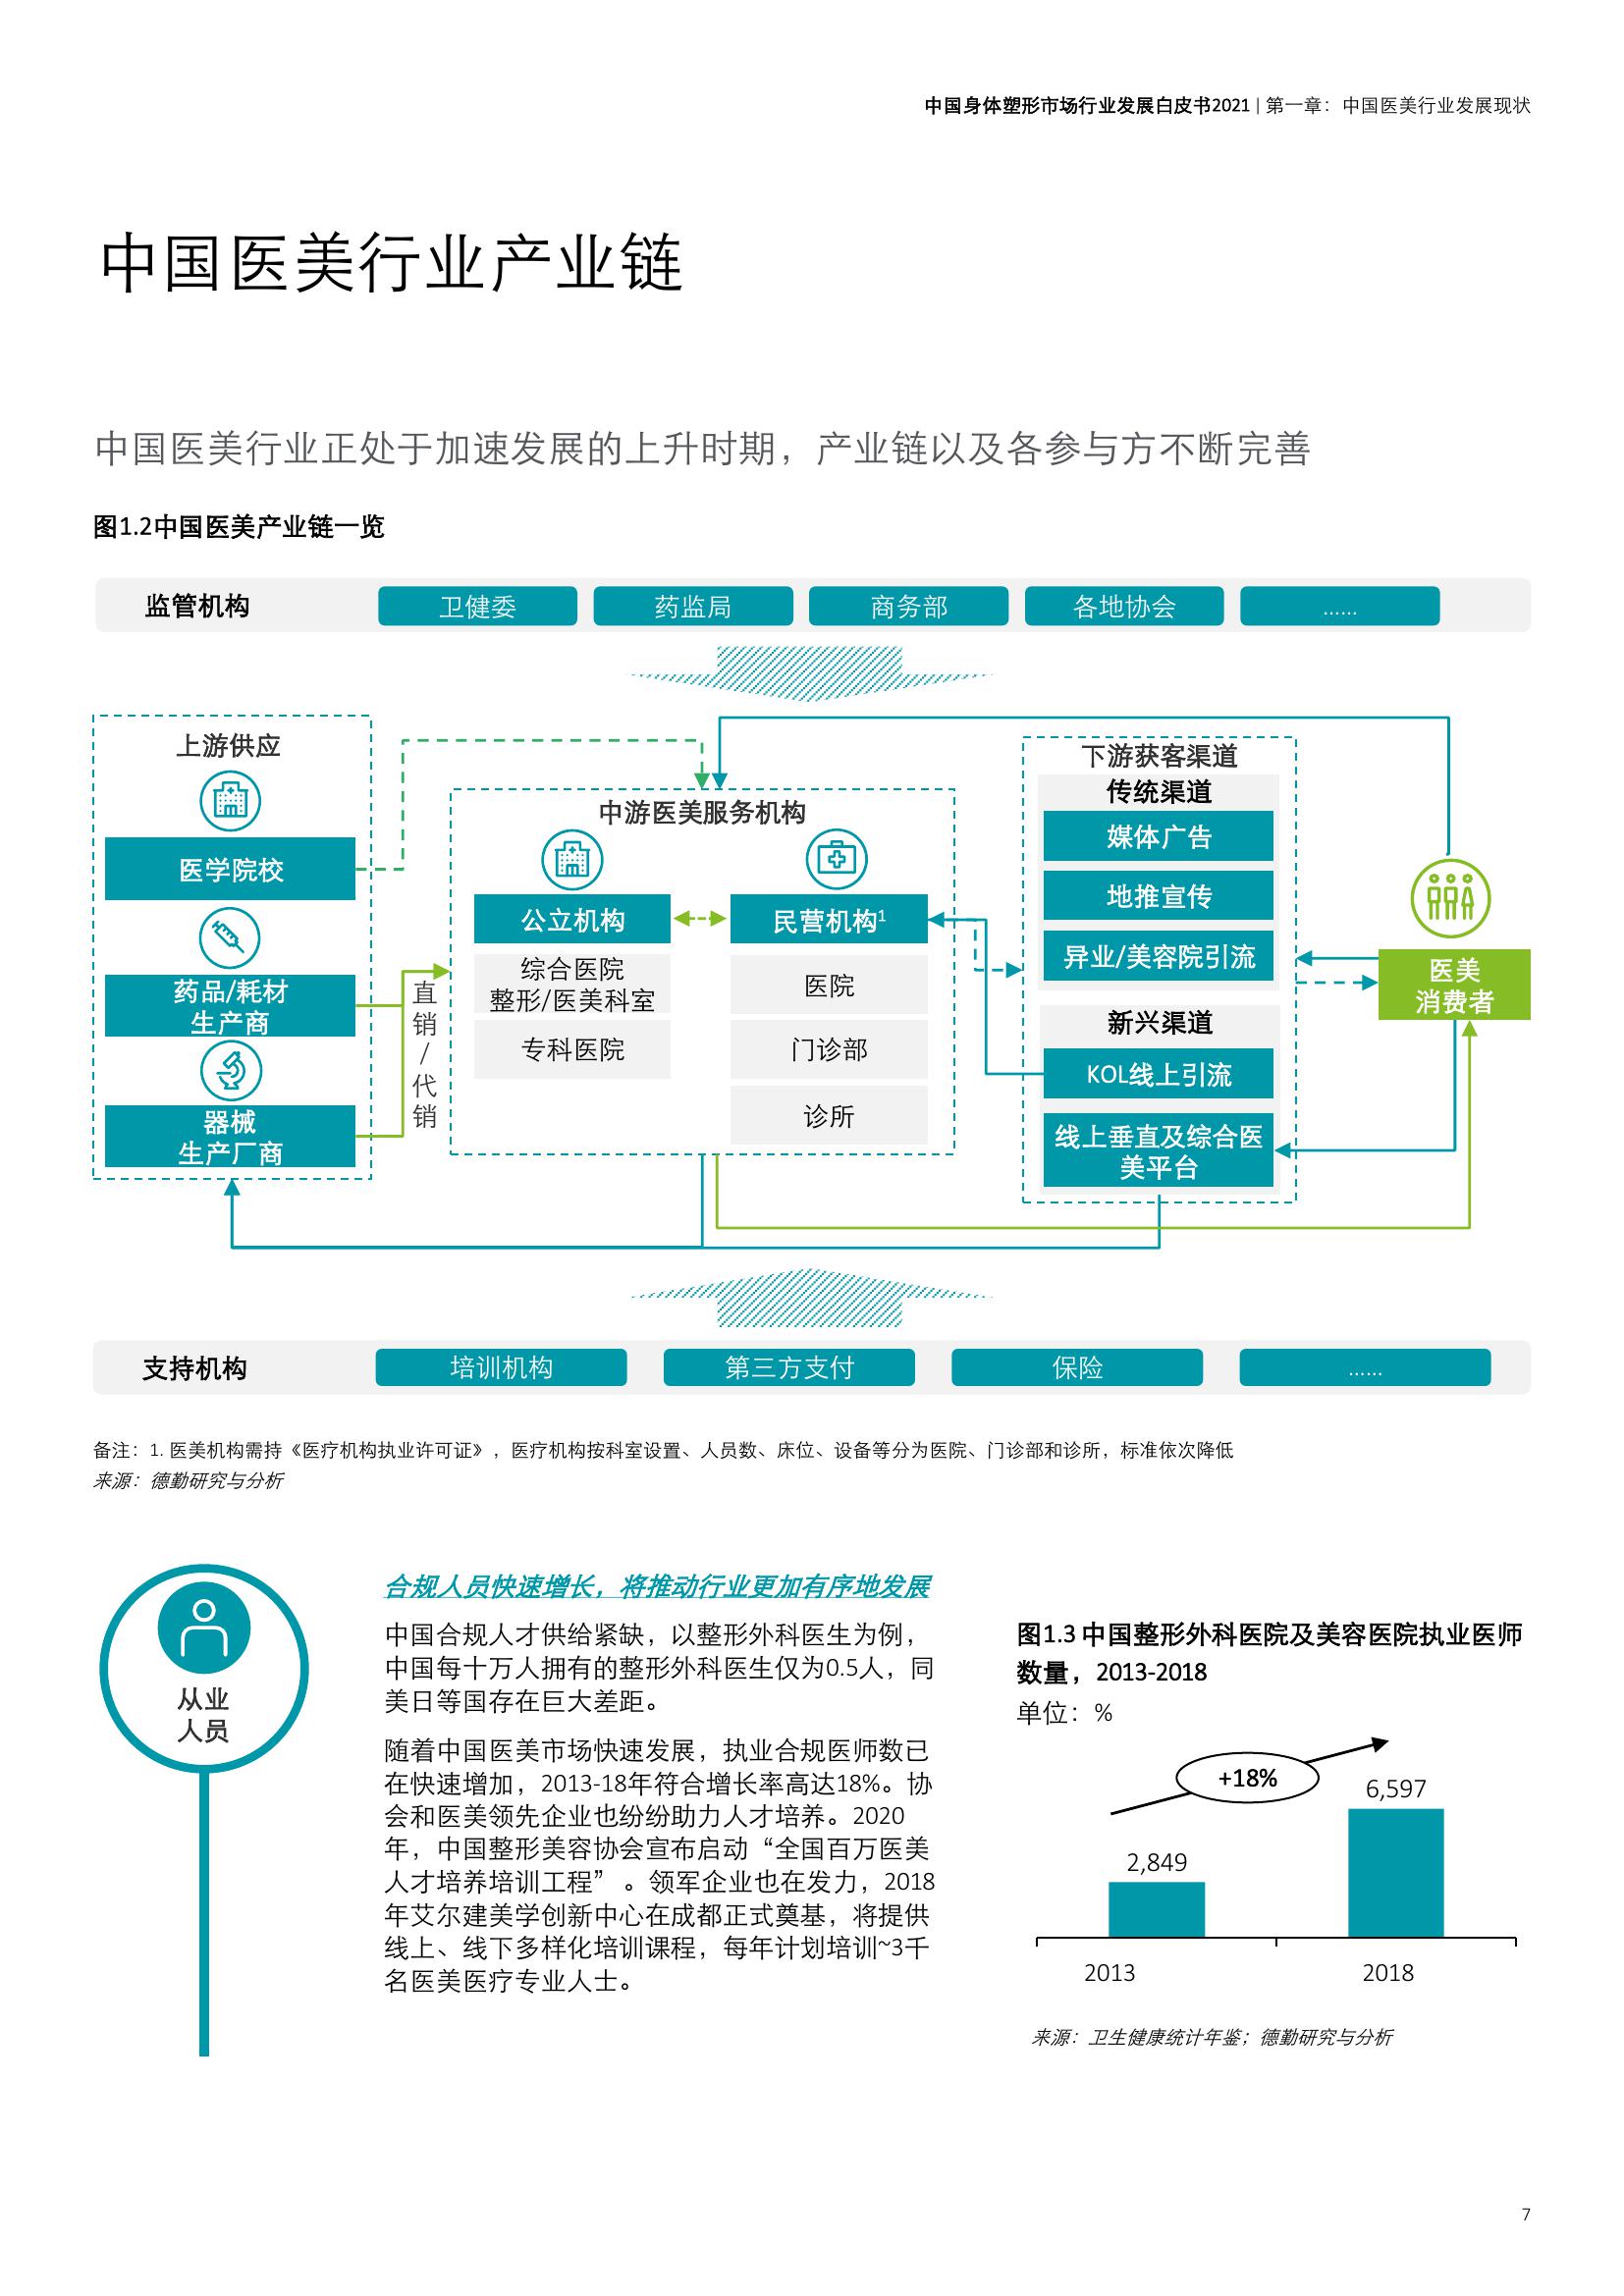 中国身体塑形市场行业发展白皮书2021 | 第一章：中国医美行业发展现状
中国医美行业产业链
中国医美行业正处于加速发展的上升时期，产业链以及各参与方不断完善
图1.2中国医美产业链一览
监管机构
卫健委
药监局
商务部
各地协会
......
上游供应
医学院校
药品/耗材
生产商
器械
生产厂商
直
销
/
代
销
中游医美服务机构
公立机构
综合医院
整形/医美科室
专科医院
民营机构1
医院
门诊部
诊所
下游获客渠道
传统渠道
媒体广告
地推宣传
异业/美容院引流
新兴渠道
KOL线上引流
线上垂直及综合医
美平台
医美
消费者
支持机构
培训机构
第三方支付
保险
......
备注：1. 医美机构需持《医疗机构执业许可证》，医疗机构按科室设置、人员数、床位、设备等分为医院、门诊部和诊所，标准依次降低
来源：德勤研究与分析
从业
人员
合规人员快速增长，将推动行业更加有序地发展
中国合规人才供给紧缺，以整形外科医生为例，
中国每十万人拥有的整形外科医生仅为0.5人，同
美日等国存在巨大差距。
随着中国医美市场快速发展，执业合规医师数已
在快速增加，2013-18年符合增长率高达18%。协
会和医美领先企业也纷纷助力人才培养。2020
年，中国整形美容协会宣布启动“全国百万医美
人才培养培训工程” 。领军企业也在发力，2018
年艾尔建美学创新中心在成都正式奠基，将提供
线上、线下多样化培训课程，每年计划培训~3千
名医美医疗专业人士。
图1.3 中国整形外科医院及美容医院执业医师
数量，2013-2018
单位：%
+18%
6,597
2,849
2013
2018
来源：卫生健康统计年鉴；德勤研究与分析
7